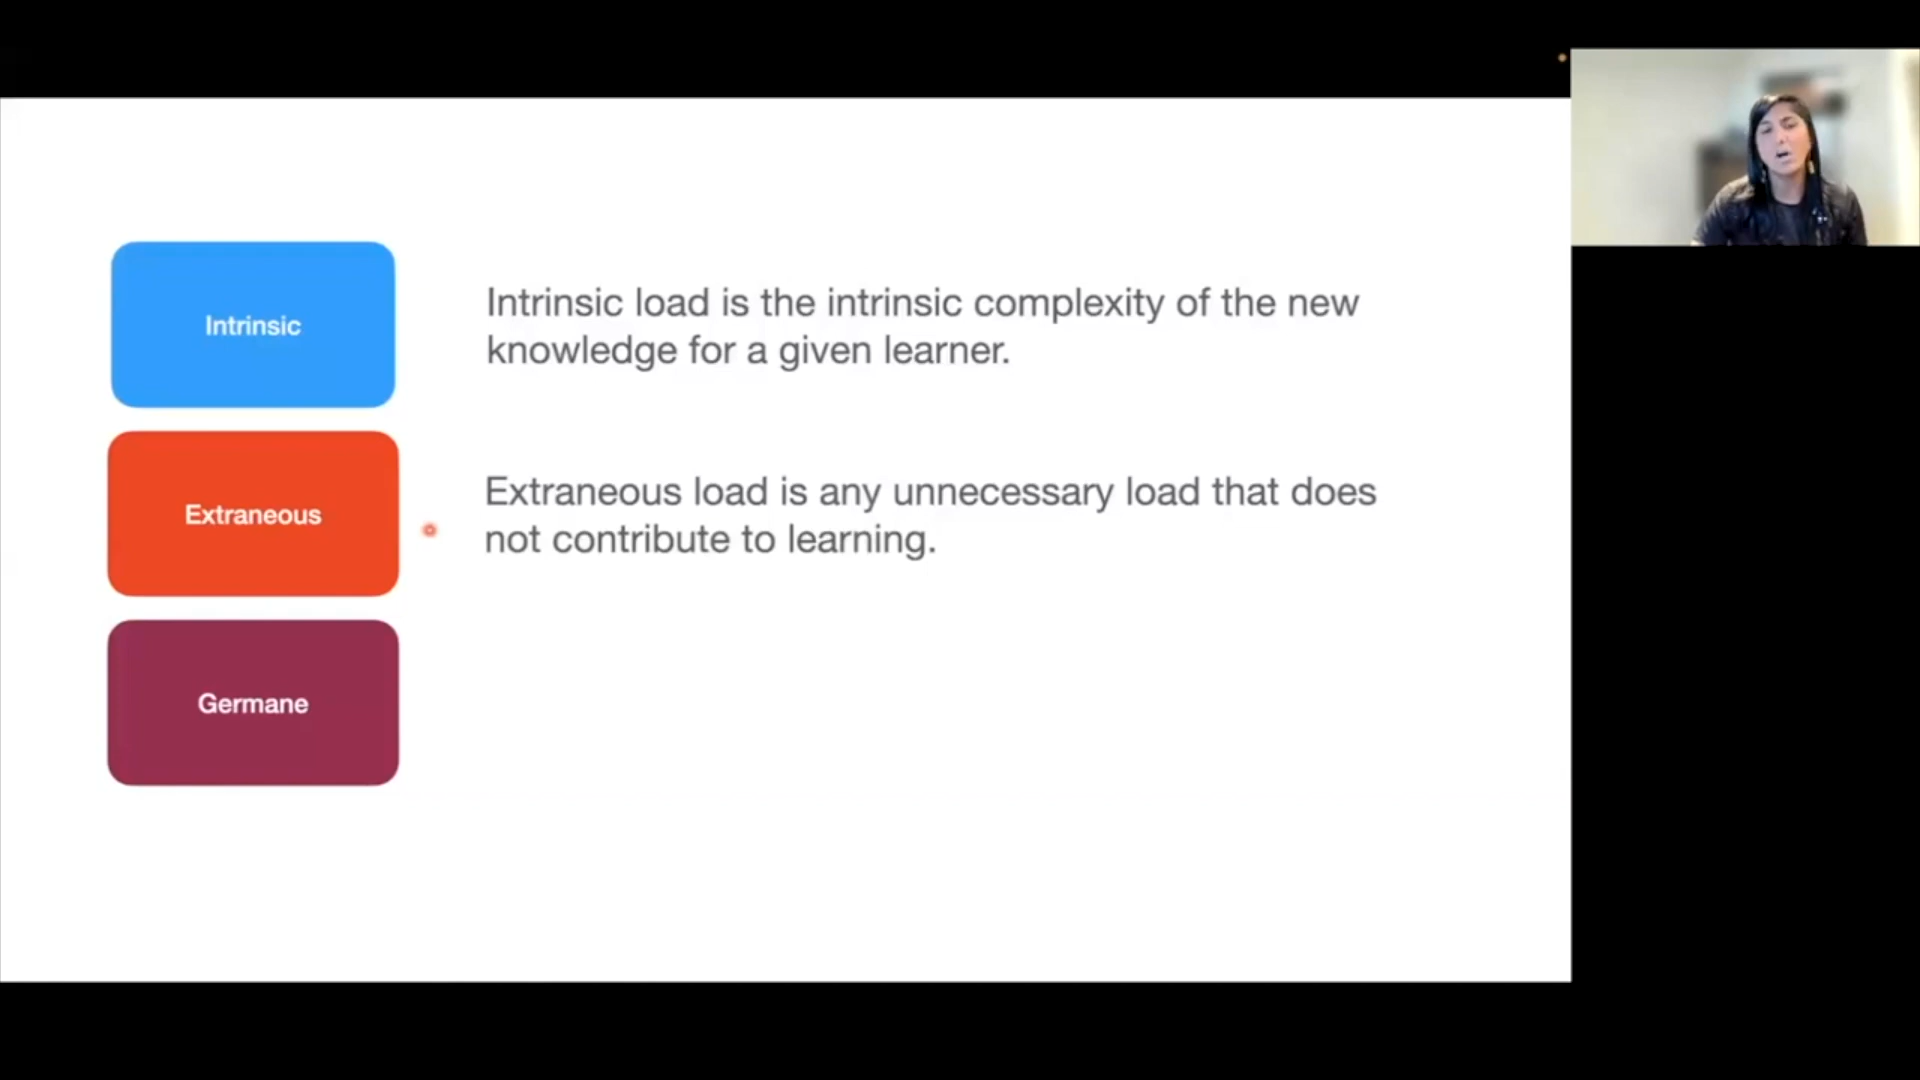 Intrinsic
Intrinsic load is the intrinsic complexity of the new
knowledge for a given learner.
Extraneous
Extraneous load is any unnecessary load that does
not contribute to learning.
Germane